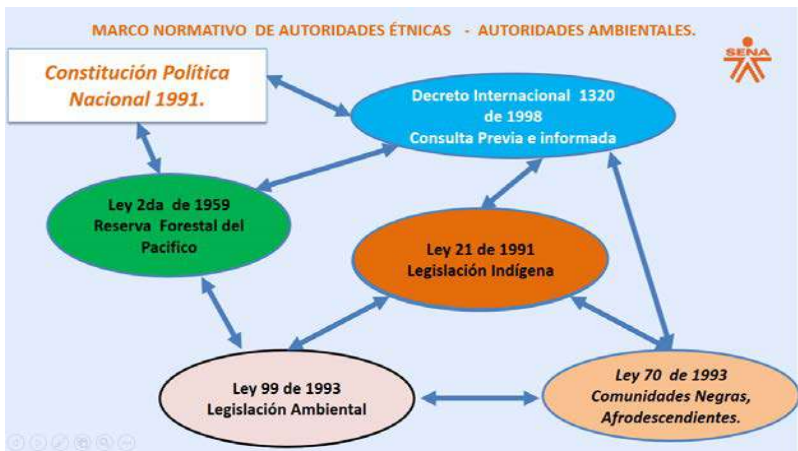 MARCO NORMATIVO DE AUTORIDADES ÉTNICAS - AUTORIDADES AMBIENTALES.
SENA
Constitución Política
Nacional 1991.
Decreto Internacional 1320
de 1998
Consulta Previa e informada
Ley 2da de 1959
Reserva Forestal del
Pacifico
Ley 21 de 1991
Legislación Indígena
Ley 99 de 1993
Legislación Ambiental
Ley 70 de 1993
Comunidades Negras,
Afrodescendientes.